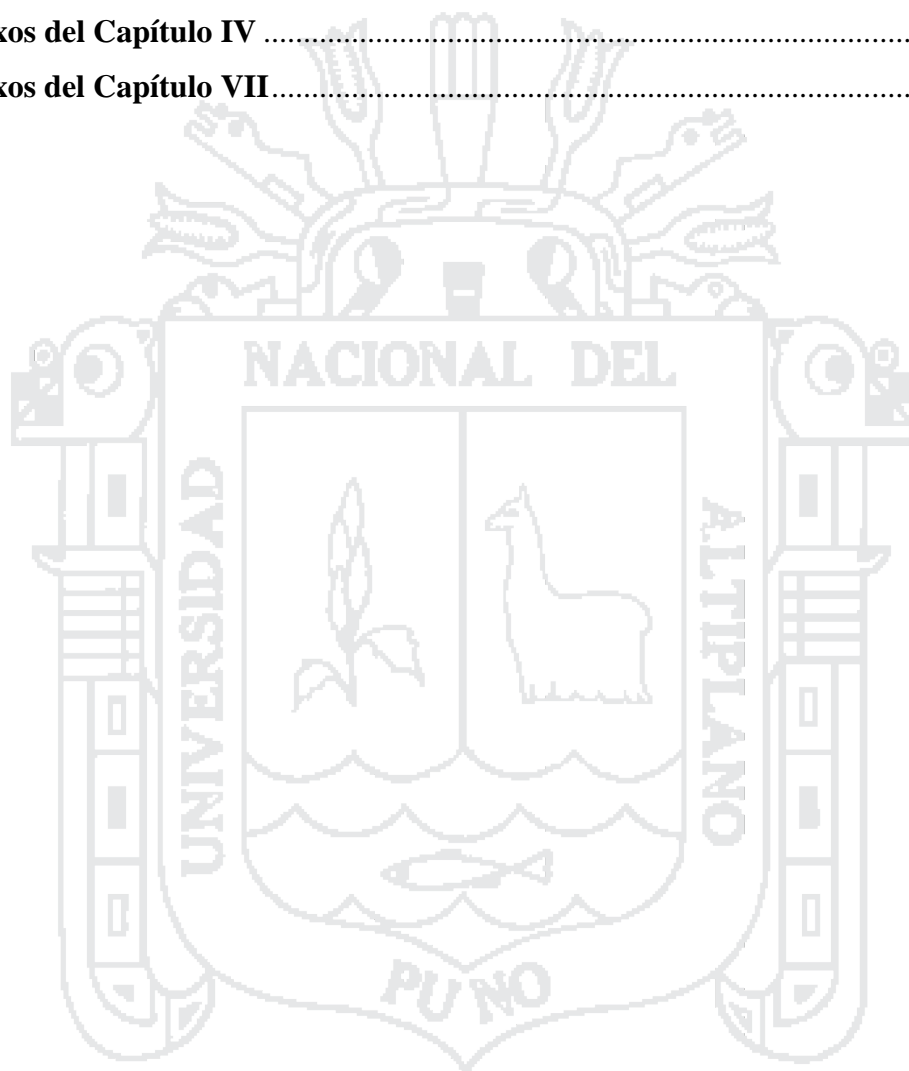 xos del Capítulo IV ....................................................................................
xos del Capítulo VII...................................................................................
NACIONAL DEL
UNIVERSIDAD
ALTIPLANO
PUNO